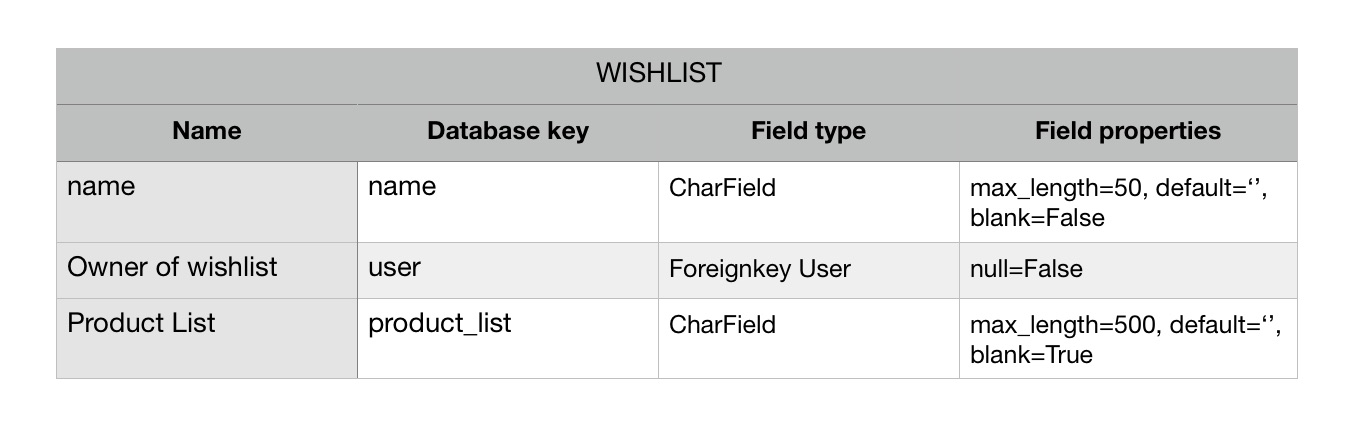 WISHLIST
Name Database key Field type Field properties
name name CharField max_length=50, default=‘’,
blank=False
Owner of wishlist user Foreignkey User null=False
Product List product_list CharField max_length=500, default=‘’,
blank=True